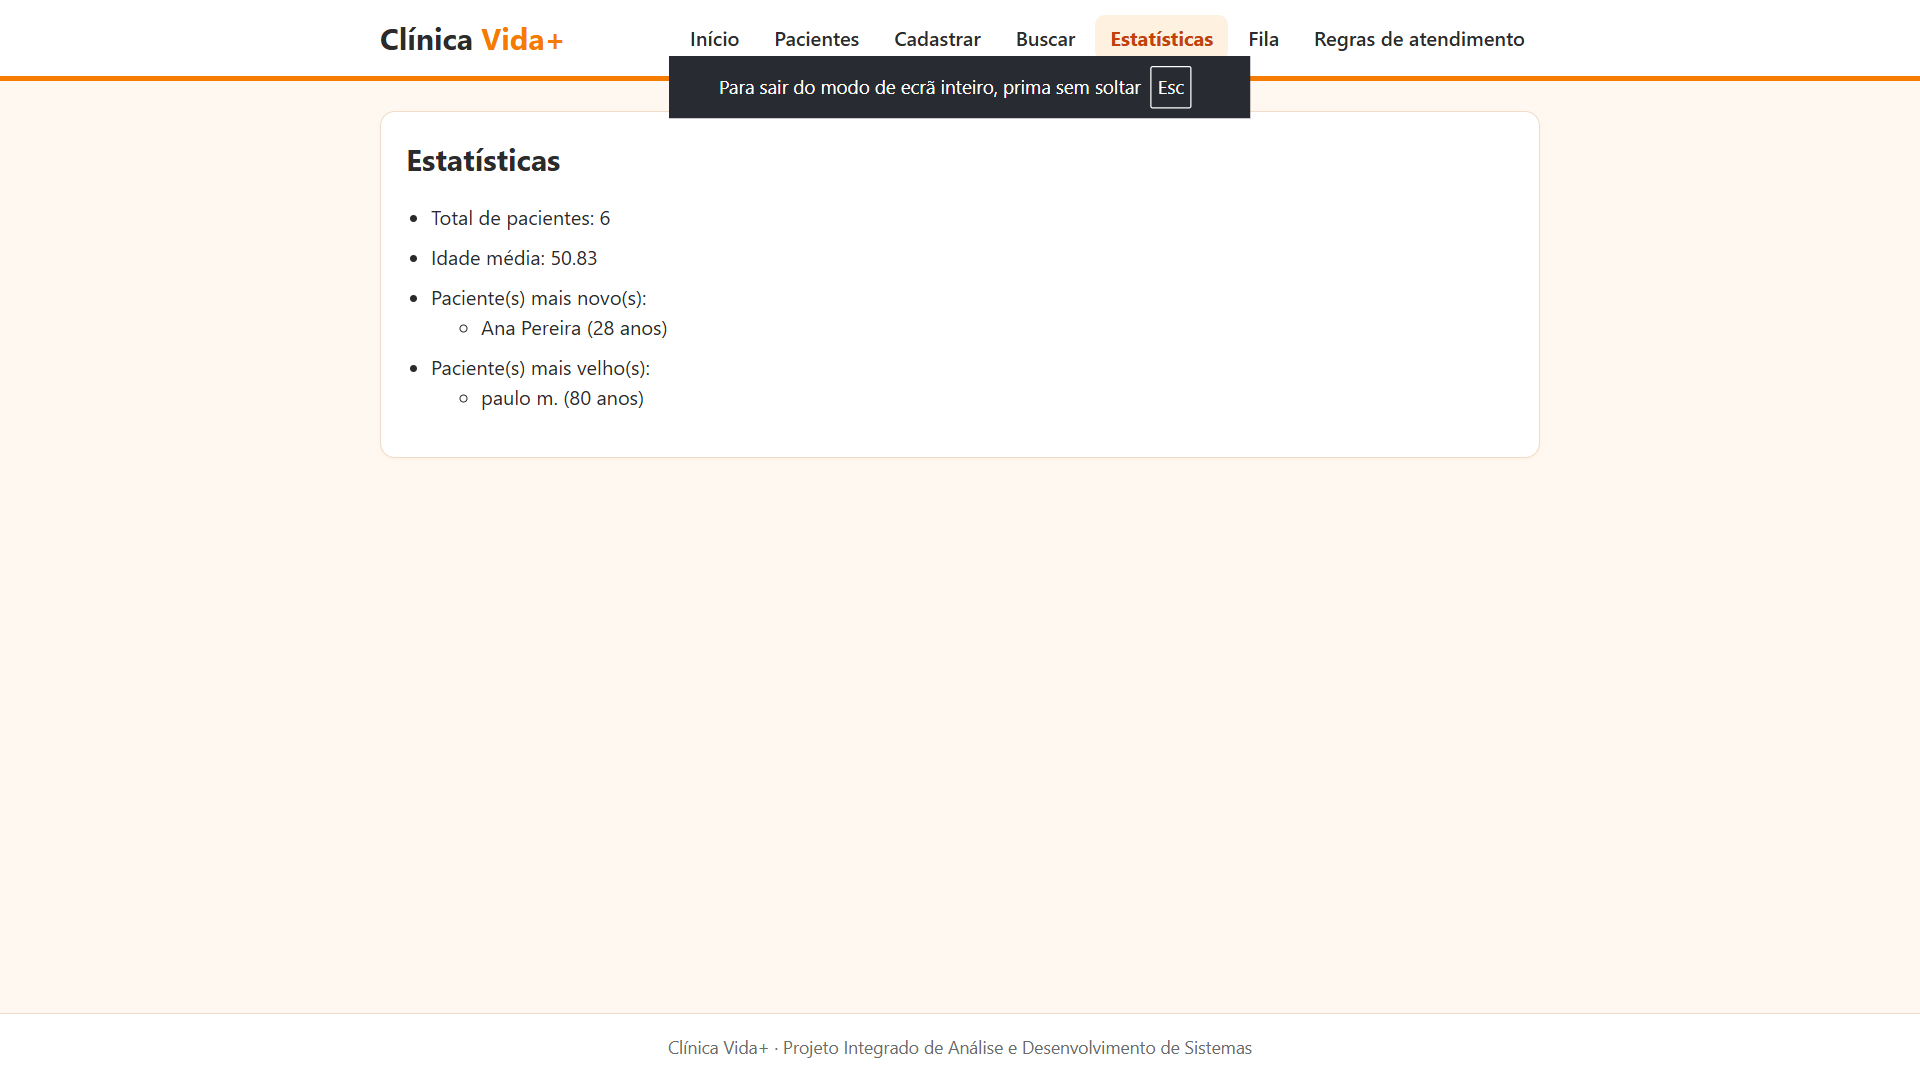 Clínica Vida+
Início Pacientes Cadastrar Buscar Estatísticas Fila Regras de atendimento
Para sair do modo de ecrã inteiro, prima sem soltar Esc
Estatísticas
Total de pacientes: 6
Idade média: 50.83
Paciente(s) mais novo(s):
Ana Pereira (28 anos)
Paciente(s) mais velho(s):
paulo m. (80 anos)
Clínica Vida+ · Projeto Integrado de Análise e Desenvolvimento de Sistemas